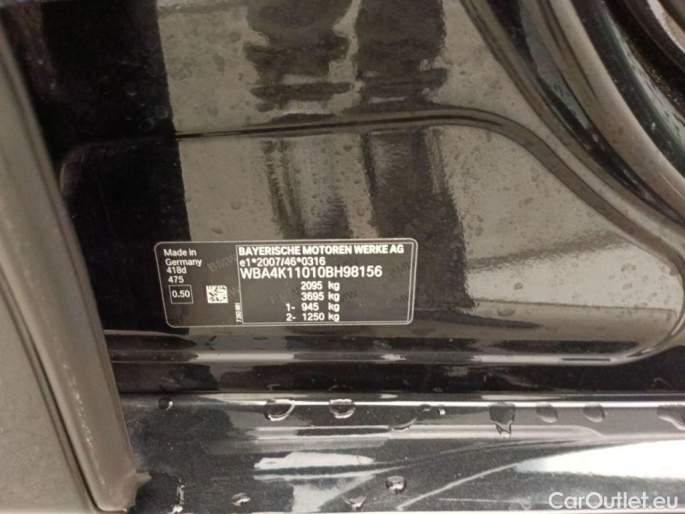 Made in
Germany
418d
475
0.50
BAYERISCHE MOTOREN WERKE AG
e1*2007/46*0316
WBA4K11010BH98156
2095 kg
3695 kg
1- 945 kg
2- 1250 kg
CarOutlet.eu